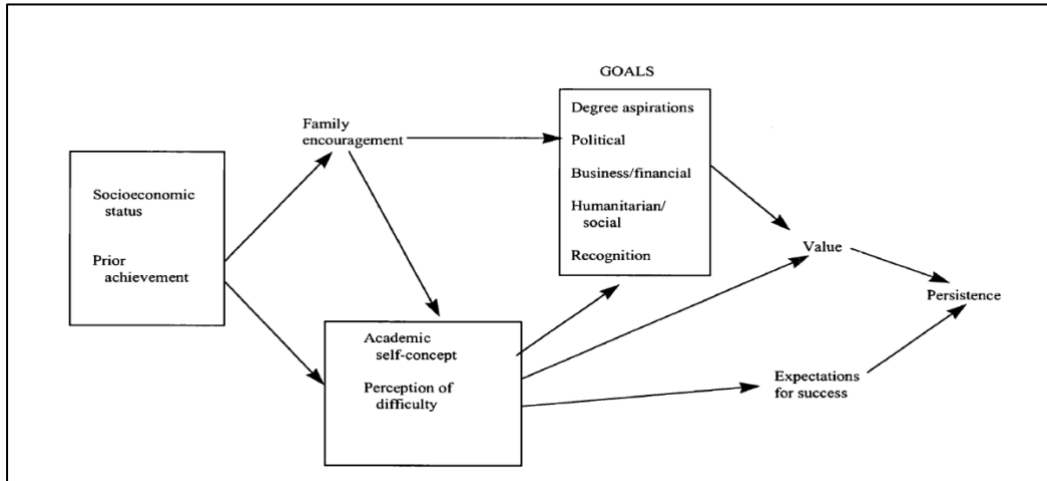 GOALS
Degree aspirations
Political
Business/financial
Humanitarian/
social
Recognition
Family
encouragement
Socioeconomic
status
Prior
achievement
Academic
self-concept
Perception of
difficulty
Value
Persistence
Expectations
for success